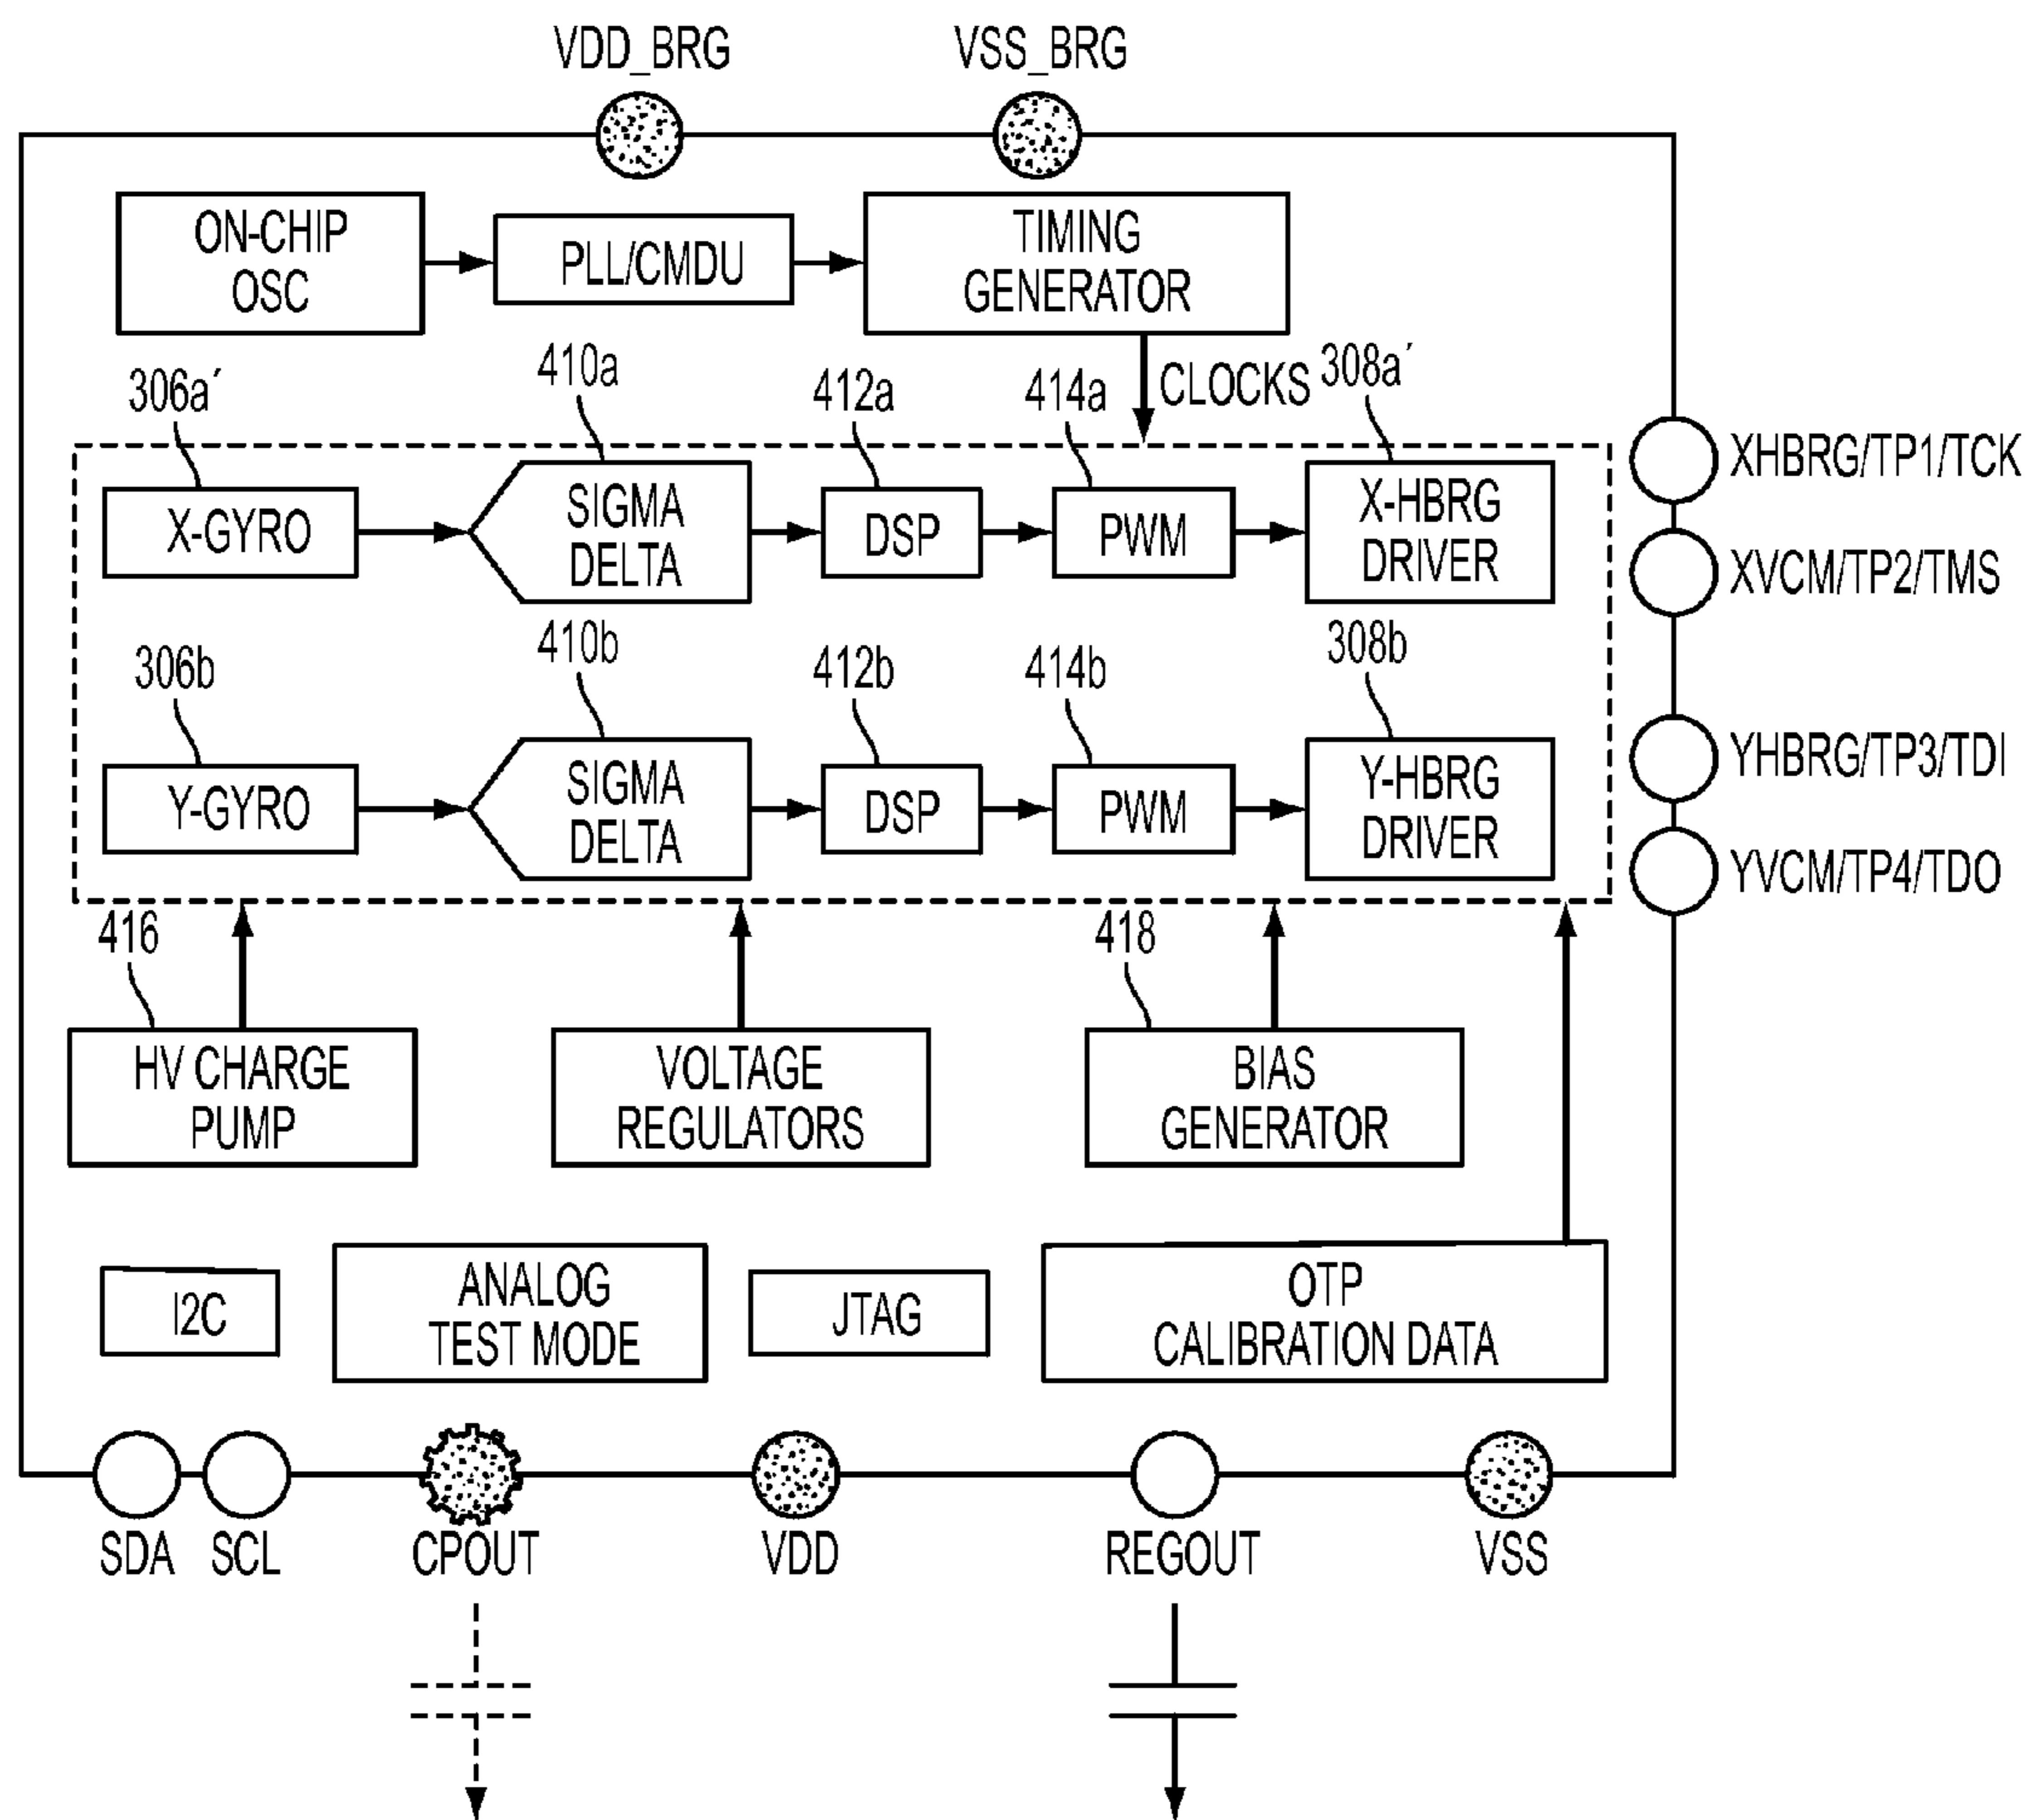 VDD_BRG
VSS_BRG
ON-CHIP
OSC
PLL/CMDU
TIMING
GENERATOR
CLOCKS
306a´
410a
412a
414a
308a´
X-GYRO
SIGMA
DELTA
DSP
PWM
X-HBRG
DRIVER
XHBRG/TP1/TCK
XVCM/TP2/TMS
306b
410b
412b
414b
308b
Y-GYRO
SIGMA
DELTA
DSP
PWM
Y-HBRG
DRIVER
YHBRG/TP3/TDI
YVCM/TP4/TDO
416
418
HV CHARGE
PUMP
VOLTAGE
REGULATORS
BIAS
GENERATOR
I2C
ANALOG
TEST MODE
JTAG
OTP
CALIBRATION DATA
SDA
SCL
CPOUT
VDD
REGOUT
VSS